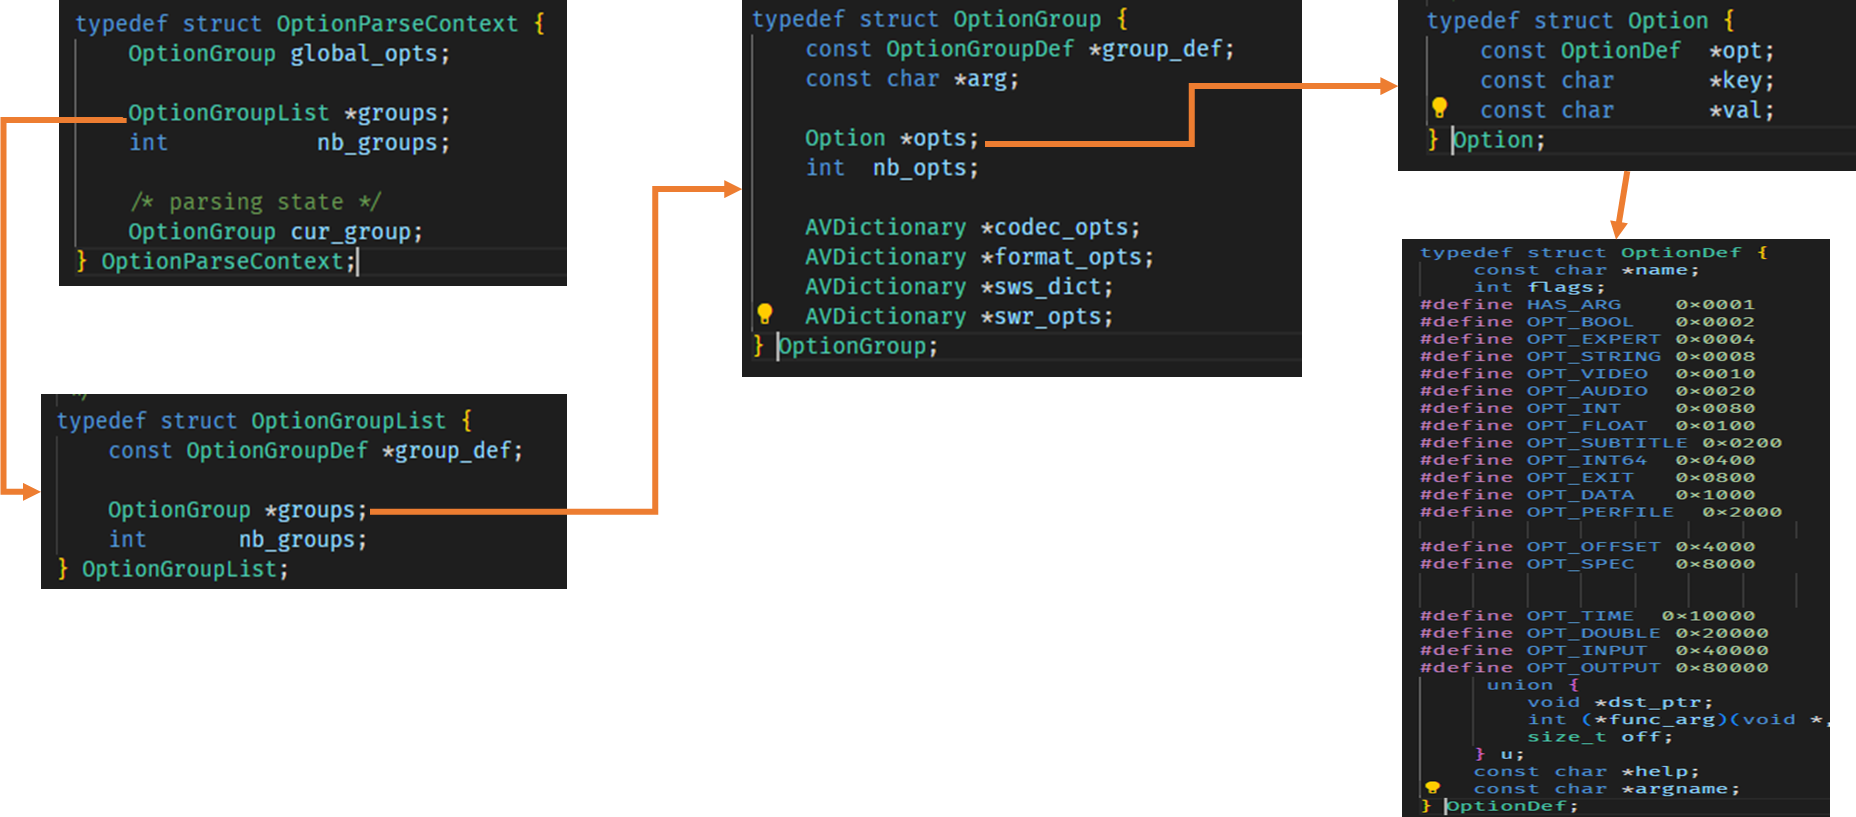 typedef struct OptionParseContext {
    OptionGroup global_opts;
    OptionGroupList *groups;
    int           nb_groups;
    /* parsing state */
    OptionGroup cur_group;
} OptionParseContext;
*/
typedef struct OptionGroupList {
    const OptionGroupDef *group_def;
    OptionGroup *groups;
    int       nb_groups;
} OptionGroupList;
typedef struct OptionGroup {
    const OptionGroupDef *group_def;
    const char *arg;
    Option *opts;
    int  nb_opts;
    AVDictionary *codec_opts;
    AVDictionary *format_opts;
    AVDictionary *sws_dict;
    AVDictionary *swr_opts;
} OptionGroup;
typedef struct Option {
    const OptionDef  *opt;
    const char       *key;
    const char       *val;
} Option;
typedef struct OptionDef {
    const char *name;
    int flags;
#define HAS_ARG    0x0001
#define OPT_BOOL   0x0002
#define OPT_EXPERT 0x0004
#define OPT_STRING 0x0008
#define OPT_VIDEO  0x0010
#define OPT_AUDIO  0x0020
#define OPT_INT    0x0080
#define OPT_FLOAT  0x0100
#define OPT_SUBTITLE 0x0200
#define OPT_INT64  0x0400
#define OPT_EXIT   0x0800
#define OPT_DATA   0x1000
#define OPT_PERFILE  0x2000
#define OPT_OFFSET 0x4000
#define OPT_SPEC   0x8000
#define OPT_TIME  0x10000
#define OPT_DOUBLE 0x20000
#define OPT_INPUT  0x40000
#define OPT_OUTPUT 0x80000
     union {
        void *dst_ptr;
        int (*func_arg)(void *,
        size_t off;
    } u;
    const char *help;
    const char *argname;
} OptionDef;